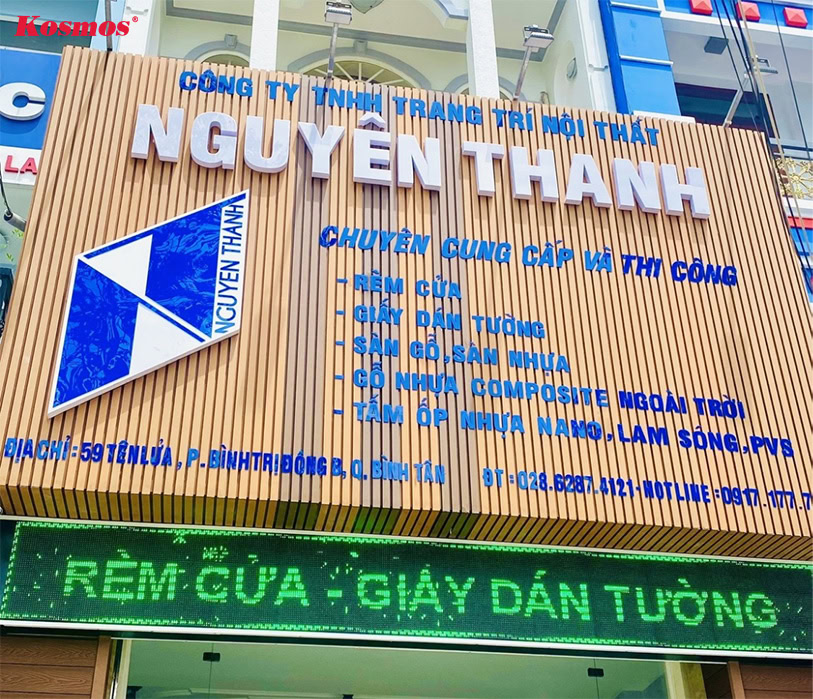 Kosmos®
C
LA
CÔNG TY TNHH TRANG TRÍ NỘI THẤT
NGUYÊN THANH
NGUYEN THANH
CHUYÊN CUNG CẤP VÀ THI CÔNG
- RÈM CỬA
- GIẤY DÁN TƯỜNG
- SÀN GỖ, SÀN NHỰA
- GỖ NHỰA COMPOSITE NGOÀI TRỜI
- TẤM ỐP NHỰA NANO, LAM SÓNG, PVS
ĐỊA CHỈ : 59 TÊN LỬA , P. BÌNH TRỊ ĐÔNG B, Q. BÌNH TÂN ĐT : 028.6287.4121 - HOTLINE : 0917.177.7
RÈM CỬA - GIẤY DÁN TƯỜNG